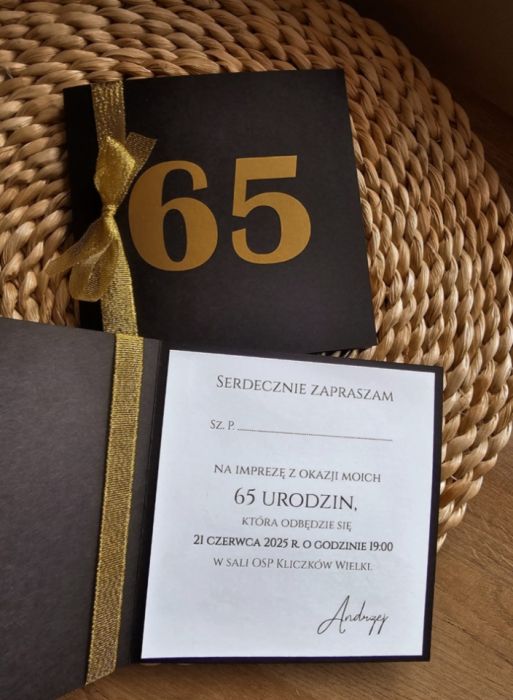 65
SERDECZNIE ZAPRASZAM
SZ. P.
NA IMPREZĘ Z OKAZJI MOICH
65 URODZIN,
KTÓRA ODBĘDZIE SIĘ
21 CZERWCA 2025 R. O GODZINIE 19:00
W SALI OSP KLICZKÓW WIELKI.
Andrzej